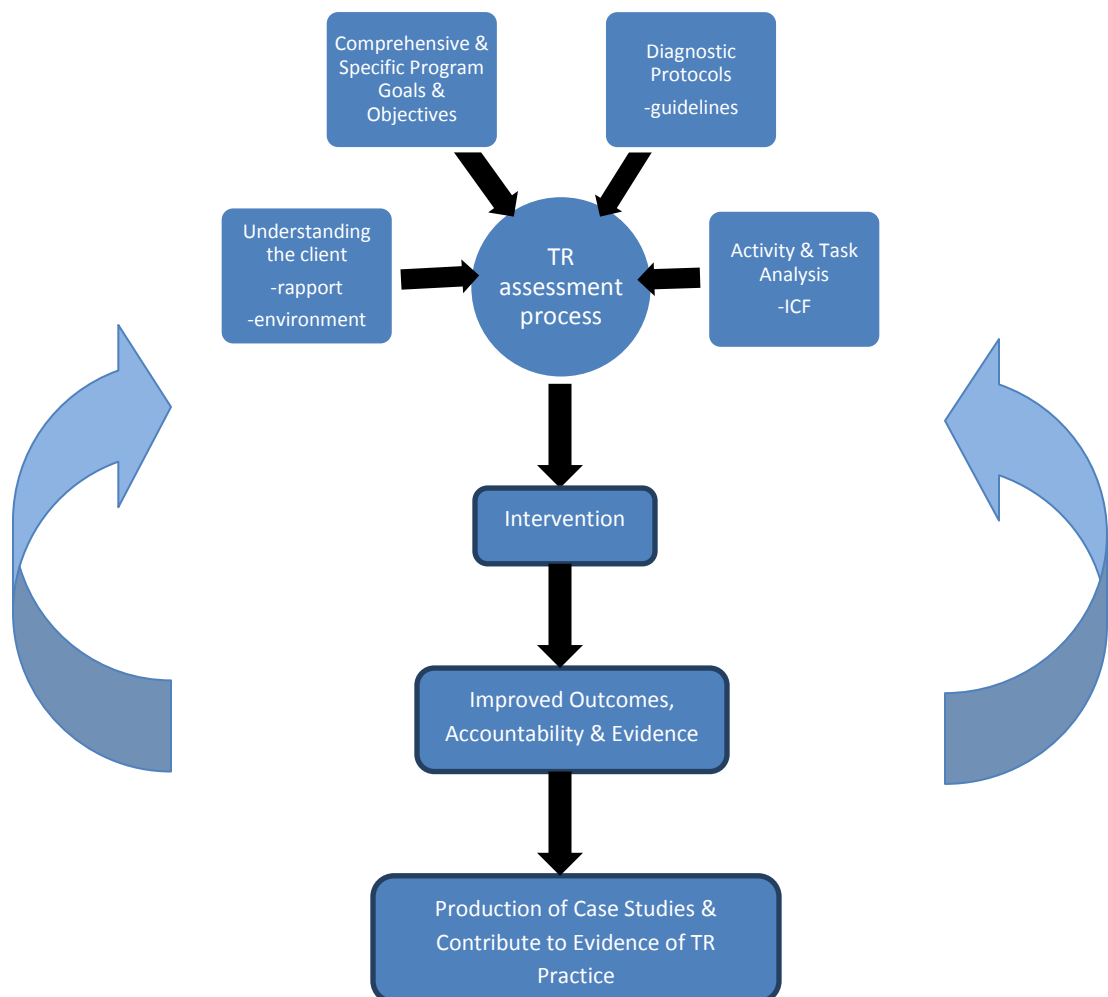 Comprehensive &
Specific Program
Goals &
Objectives
Diagnostic
Protocols
-guidelines
Understanding
the client
-rapport
-environment
TR
assessment
process
Activity & Task
Analysis
-ICF
Intervention
Improved Outcomes,
Accountability & Evidence
Production of Case Studies &
Contribute to Evidence of TR
Practice